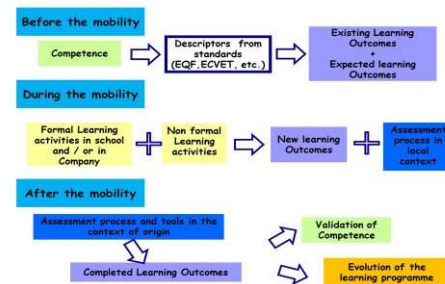 Before the mobility
Competence
Descriptors from
standards
(EQF,ECVET, etc.)
Existing Learning
Outcomes
+
Expected learning
Outcomes
During the mobility
Formal Learning
activities in school
and / or in
Company
Non formal
Learning
activities
New learning
Outcomes
Assessment
process in
local
context
After the mobility
Assessment process and tools in the
context of origin
Completed Learning Outcomes
Validation of
Competence
Evolution of the
learning programme